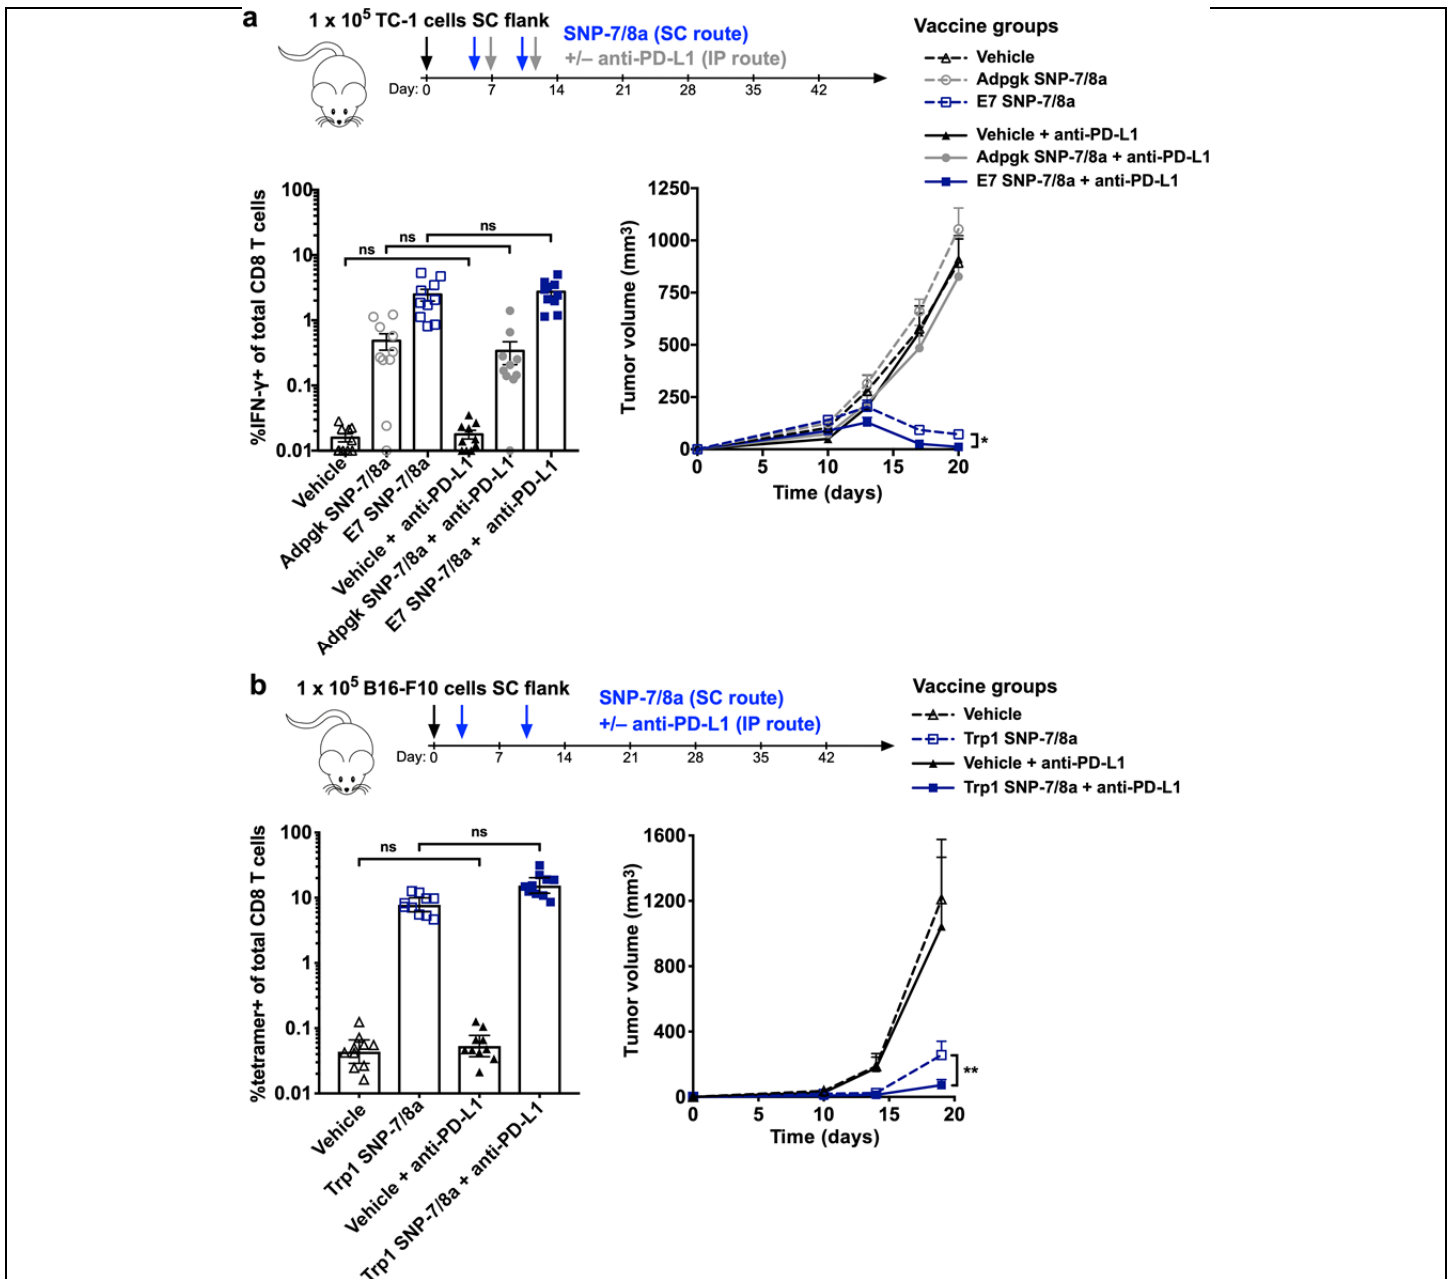 a
1 x 10⁵ TC-1 cells SC flank
SNP-7/8a (SC route)
+/– anti-PD-L1 (IP route)
Day: 0 7 14 21 28 35 42
Vaccine groups
Vehicle
Adpgk SNP-7/8a
E7 SNP-7/8a
Vehicle + anti-PD-L1
Adpgk SNP-7/8a + anti-PD-L1
E7 SNP-7/8a + anti-PD-L1
%IFN-γ+ of total CD8 T cells
100
10
1
0.1
0.01
ns
ns
ns
Vehicle
Adpgk SNP-7/8a
E7 SNP-7/8a
Vehicle + anti-PD-L1
Adpgk SNP-7/8a + anti-PD-L1
E7 SNP-7/8a + anti-PD-L1
Tumor volume (mm³)
1250
1000
750
500
250
0
*
0 5 10 15 20
Time (days)
b
1 x 10⁵ B16-F10 cells SC flank
SNP-7/8a (SC route)
+/– anti-PD-L1 (IP route)
Day: 0 7 14 21 28 35 42
Vaccine groups
Vehicle
Trp1 SNP-7/8a
Vehicle + anti-PD-L1
Trp1 SNP-7/8a + anti-PD-L1
%tetramer+ of total CD8 T cells
100
10
1
0.1
0.01
ns
ns
Vehicle
Trp1 SNP-7/8a
Vehicle + anti-PD-L1
Trp1 SNP-7/8a + anti-PD-L1
Tumor volume (mm³)
1600
1200
800
400
0
**
0 5 10 15 20
Time (days)